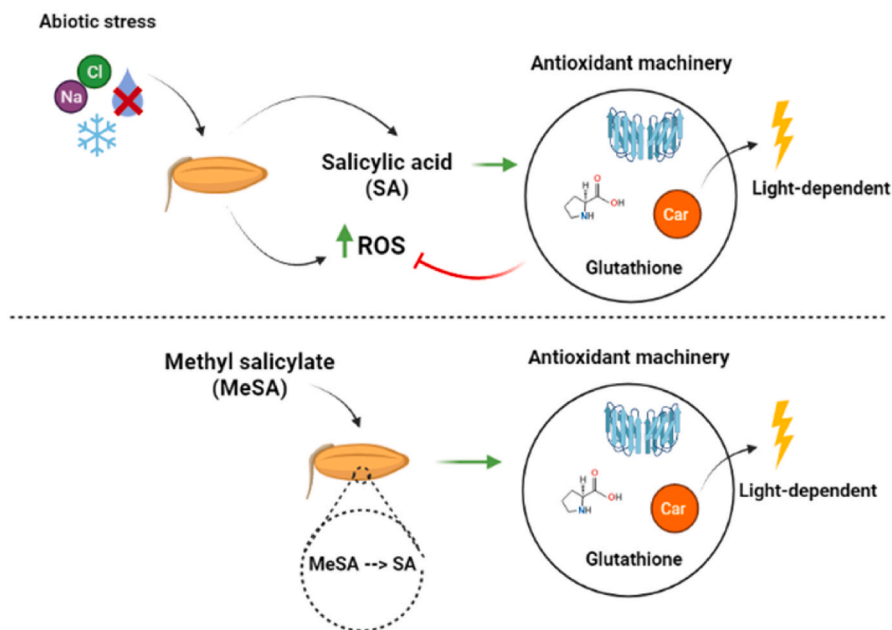 Abiotic stress
Cl
Na
Antioxidant machinery
Salicylic acid
(SA)
ROS
H
O
OH
NH
Car
Light-dependent
Glutathione
Methyl salicylate
(MeSA)
Antioxidant machinery
H
O
OH
NH
Car
Light-dependent
Glutathione
MeSA --> SA